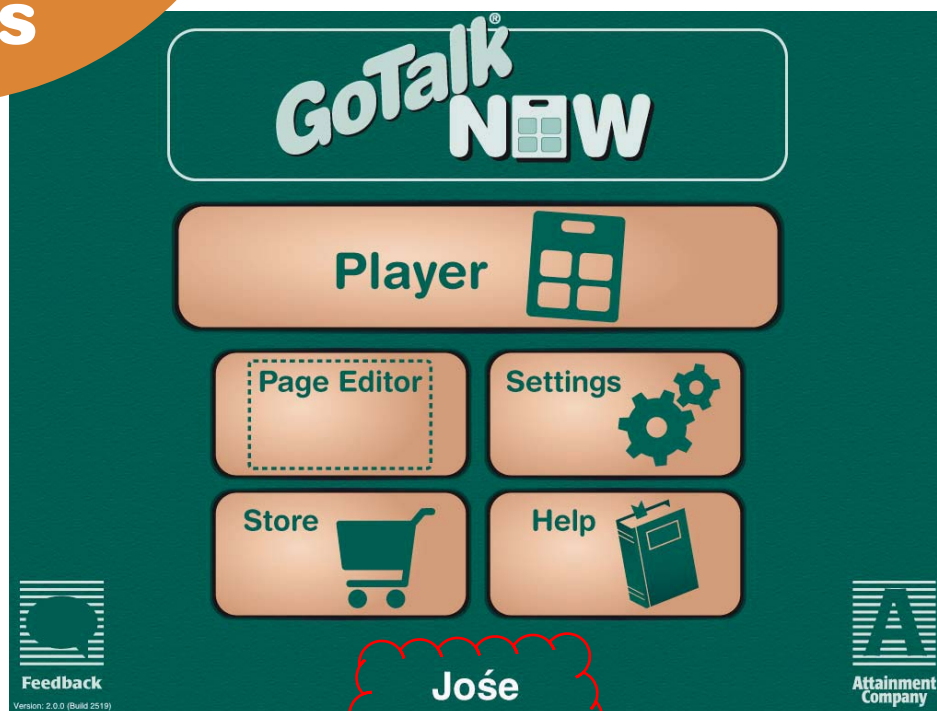 s
GoTalk®
NOW
Player
Page Editor
Settings
Store
Help
Feedback
Version: 2.0.0 (Build 2519)
Jośe
Attainment
Company